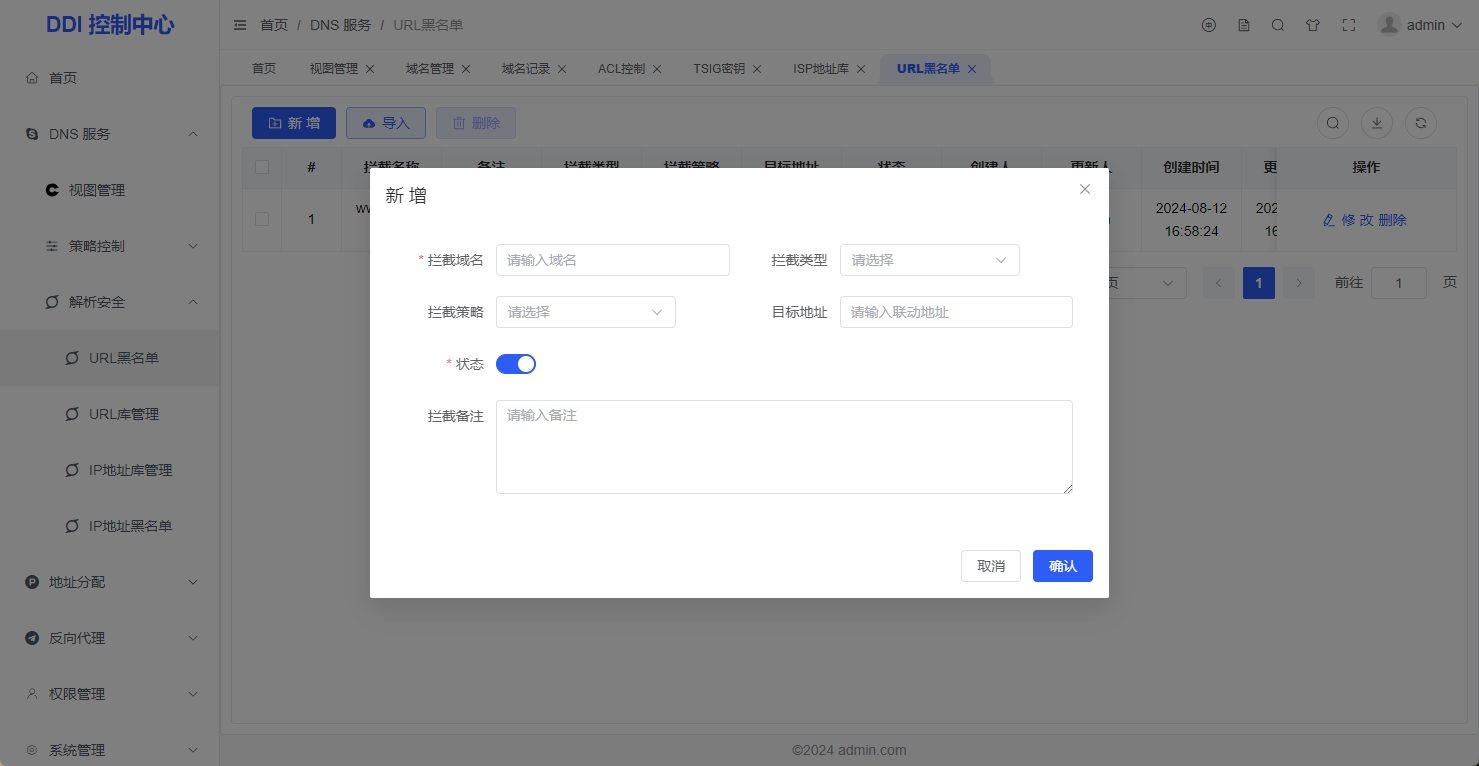 DDI 控制中心
首页 / DNS 服务 / URL黑名单
admin
首页
视图管理
域名管理
域名记录
ACL控制
TSIG密钥
ISP地址库
URL黑名单
首页
DNS 服务
视图管理
策略控制
解析安全
URL黑名单
URL库管理
IP地址库管理
IP地址黑名单
地址分配
反向代理
权限管理
系统管理
新 增
导入
删除
# 拦截名称 备注 拦截类型 拦截策略 目标地址 状态 创建人 更新人 创建时间 更 操作
1 2024-08-12 202 修 改 删除
16:58:24 16
页 1 前往 1 页
新 增
* 拦截域名 请输入域名 拦截类型 请选择
拦截策略 请选择 目标地址 请输入联动地址
* 状态
拦截备注 请输入备注
取消 确认
©2024 admin.com